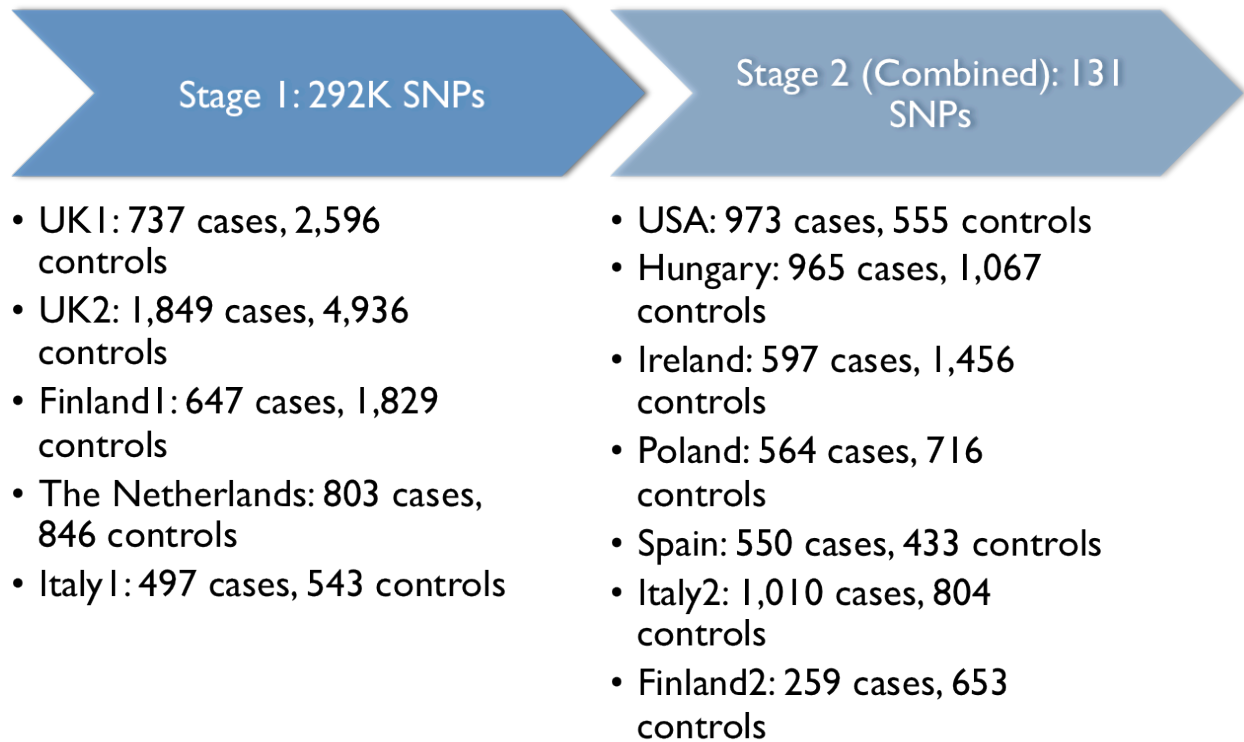 Stage 1: 292K SNPs
• UK1: 737 cases, 2,596
controls
• UK2: 1,849 cases, 4,936
controls
• Finland1: 647 cases, 1,829
controls
• The Netherlands: 803 cases,
846 controls
• Italy1: 497 cases, 543 controls
Stage 2 (Combined): 131
SNPs
• USA: 973 cases, 555 controls
• Hungary: 965 cases, 1,067
controls
• Ireland: 597 cases, 1,456
controls
• Poland: 564 cases, 716
controls
• Spain: 550 cases, 433 controls
• Italy2: 1,010 cases, 804
controls
• Finland2: 259 cases, 653
controls